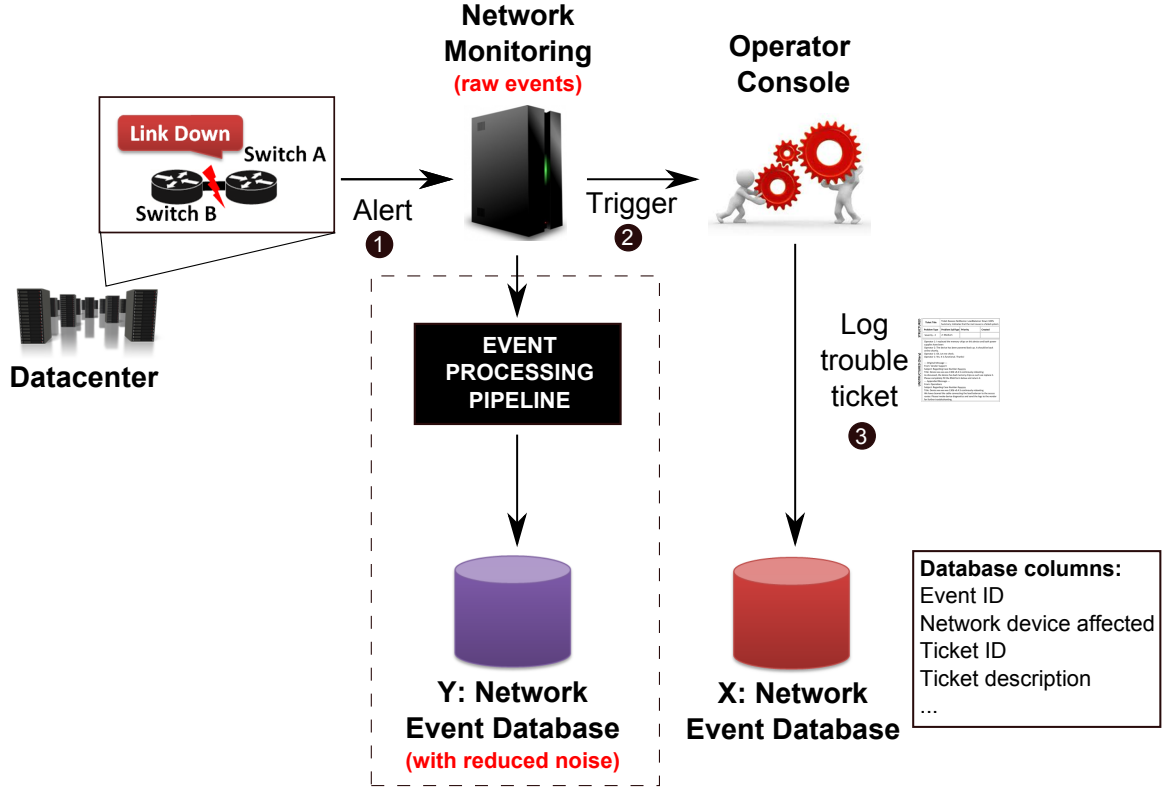 Network
Monitoring
(raw events)
Operator
Console
Link Down
Switch A
Switch B
Alert
1
Trigger
2
Datacenter
EVENT
PROCESSING
PIPELINE
Log
trouble
ticket
3
Ticket Title
Y: Network
Event Database
(with reduced noise)
X: Network
Event Database
Database columns:
Event ID
Network device affected
Ticket ID
Ticket description
...